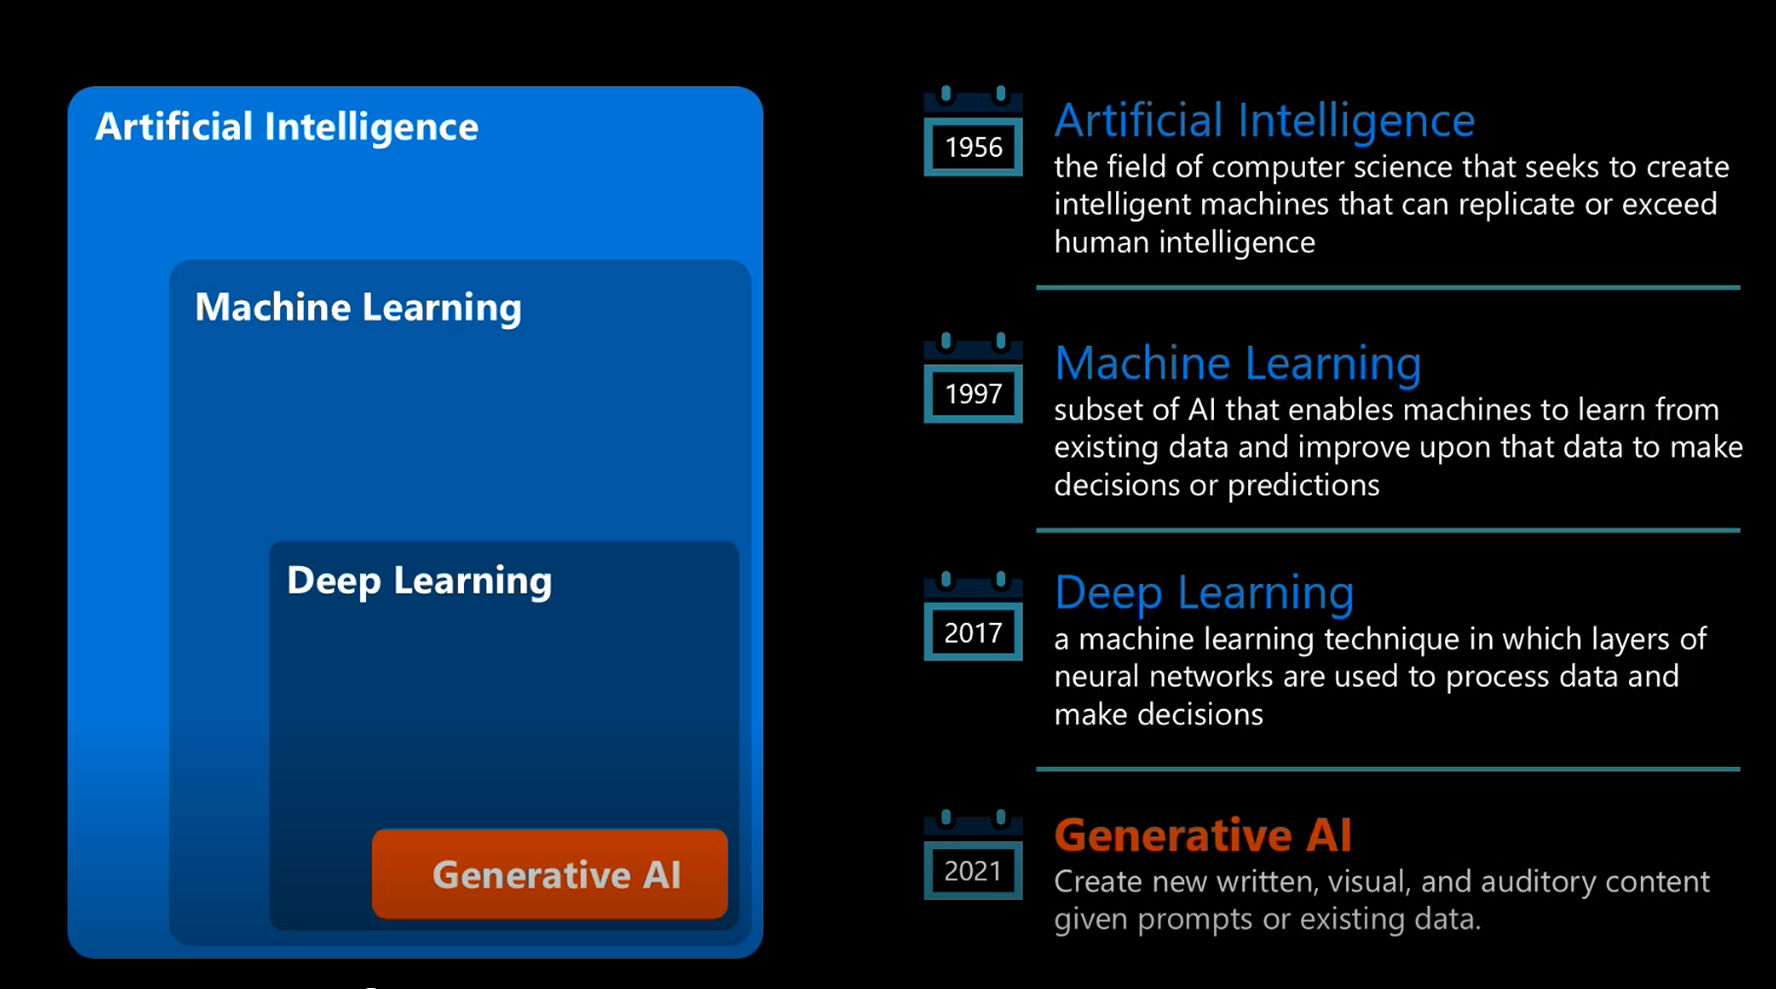 Artificial Intelligence
Machine Learning
Deep Learning
Generative AI
1956
Artificial Intelligence
the field of computer science that seeks to create
intelligent machines that can replicate or exceed
human intelligence
1997
Machine Learning
subset of AI that enables machines to learn from
existing data and improve upon that data to make
decisions or predictions
2017
Deep Learning
a machine learning technique in which layers of
neural networks are used to process data and
make decisions
2021
Generative AI
Create new written, visual, and auditory content
given prompts or existing data.